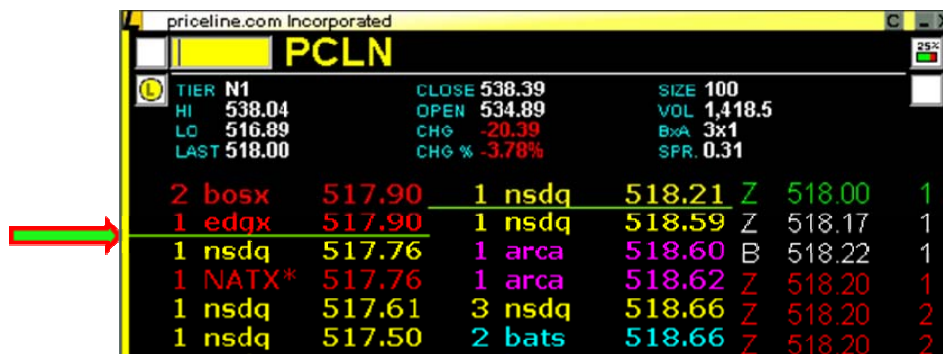 priceline.com Incorporated C
PCLN 25%
L TIER N1 CLOSE 538.39 SIZE 100
HI 538.04 OPEN 534.89 VOL 1,418.5
LO 516.89 CHG -20.39 BxA 3x1
LAST 518.00 CHG % -3.78% SPR. 0.31
2 bosx 517.90 1 nsdq 518.21 Z 518.00 1
1 edgx 517.90 1 nsdq 518.59 Z 518.17 1
1 nsdq 517.76 1 arca 518.60 B 518.22 1
1 NATX* 517.76 1 arca 518.62 Z 518.20 1
1 nsdq 517.61 3 nsdq 518.66 Z 518.20 2
1 nsdq 517.50 2 bats 518.66 Z 518.20 2